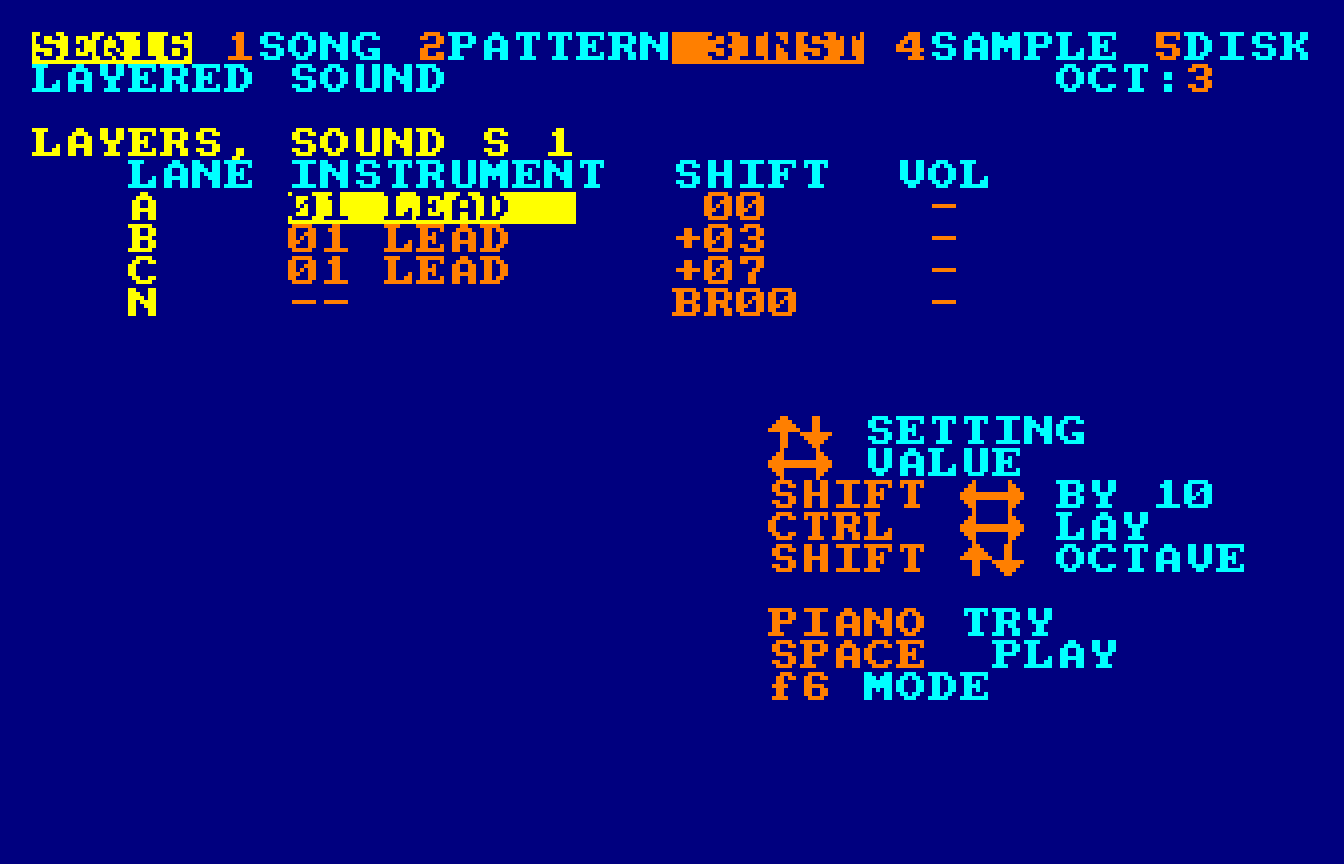 SEQ16 1SONG 2PATTERN 3INST 4SAMPLE 5DISK
LAYERED SOUND OCT:3
LAYERS, SOUND S 1
LANE INSTRUMENT SHIFT VOL
A 01 LEAD 00 -
B 01 LEAD +03 -
C 01 LEAD +07 -
N -- BR00 -
↑↓ SETTING
↔ VALUE
SHIFT ↔ BY 10
CTRL ↔ LAY
SHIFT ↑↓ OCTAVE
PIANO TRY
SPACE PLAY
f6 MODE